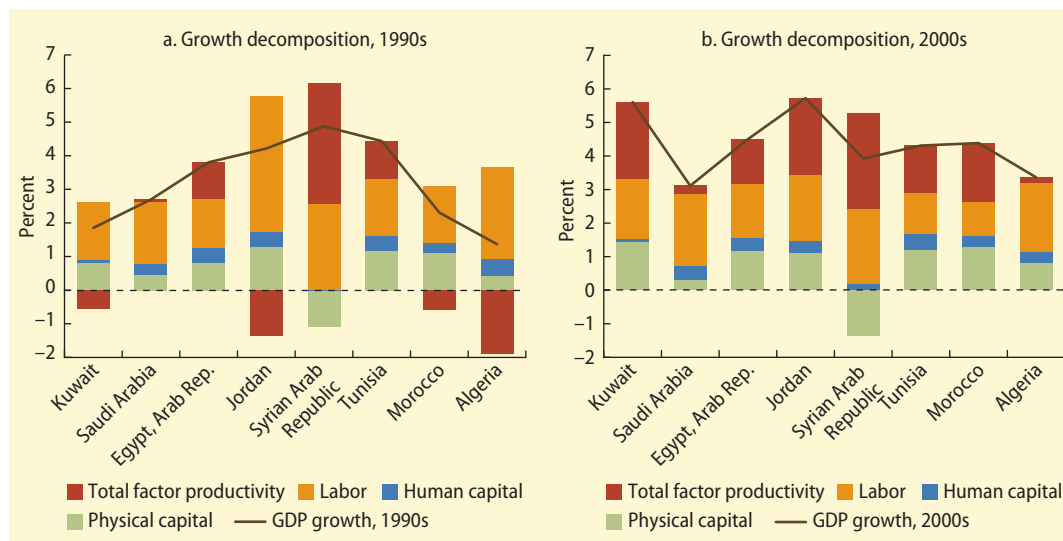 a. Growth decomposition, 1990s
7
6
5
4
3
2
1
0
−1
−2
Percent
Kuwait
Saudi Arabia
Egypt, Arab Rep.
Jordan
Syrian Arab
Republic
Tunisia
Morocco
Algeria
Total factor productivity Labor Human capital
Physical capital GDP growth, 1990s
b. Growth decomposition, 2000s
7
6
5
4
3
2
1
0
−1
−2
Percent
Kuwait
Saudi Arabia
Egypt, Arab Rep.
Jordan
Syrian Arab
Republic
Tunisia
Morocco
Algeria
Total factor productivity Labor Human capital
Physical capital GDP growth, 2000s